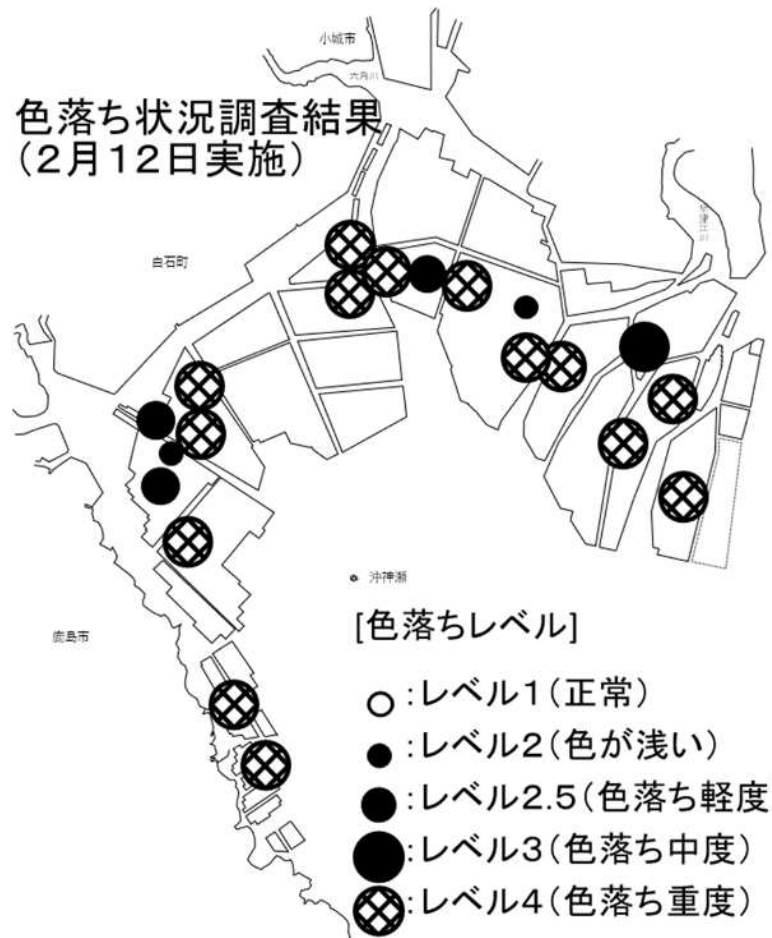 小城市
六角川
色落ち状況調査結果
(2月12日実施)
早津江川
白石町
沖神瀬
鹿島市
[色落ちレベル]
:レベル1(正常)
:レベル2(色が浅い)
:レベル2.5(色落ち軽度
:レベル3(色落ち中度)
:レベル4(色落ち重度)